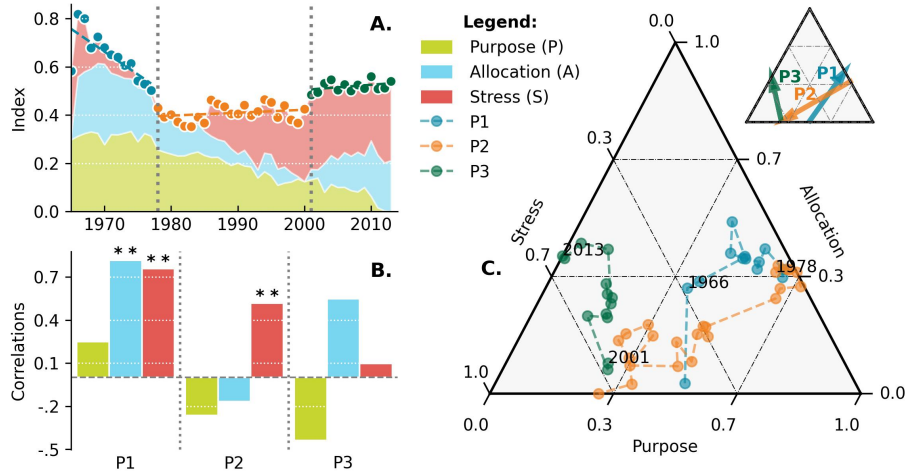 A.
Index
0.8
0.6
0.4
0.2
0.0
1970
1980
1990
2000
2010
Legend:
Purpose (P)
Allocation (A)
Stress (S)
P1
P2
P3
B.
Correlations
0.7
0.4
0.1
-.2
-.5
**
**
**
P1
P2
P3
C.
0.0
1.0
0.3
0.7
Stress
Allocation
0.7
0.3
1.0
0.0
2013
1966
1978
2001
0.0
0.3
0.7
1.0
Purpose
P3
P1
P2